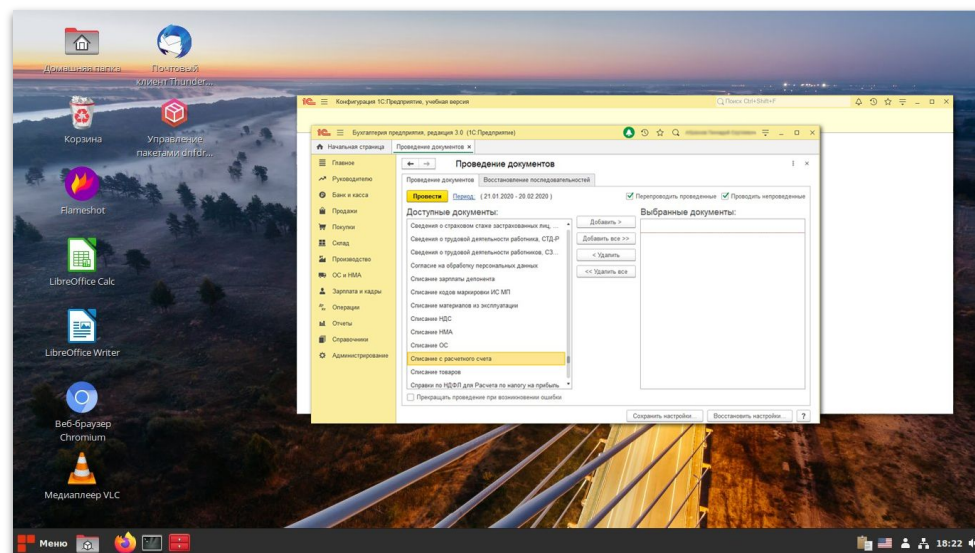 Домашняя папка
Почтовый
клиент Thunder...
Корзина
Управление
пакетами dnfdr...
Flameshot
LibreOffice Calc
LibreOffice Writer
Веб-браузер
Chromium
Медиаплеер VLC
Конфигурация 1С:Предприятие, учебная версия
Поиск Ctrl+Shift+F
Бухгалтерия предприятия, редакция 3.0 (1С:Предприятие)
Начальная страница
Проведение документов ×
Главное
Руководителю
Банк и касса
Продажи
Покупки
Склад
Производство
ОС и НМА
Зарплата и кадры
Операции
Отчеты
Справочники
Администрирование
Проведение документов
Проведение документов
Восстановление последовательностей
Провести
Период: ( 21.01.2020 - 20.02.2020 )
Перепроводить проведенные
Проводить непроведенные
Доступные документы:
Сведения о страховом стаже застрахованных лиц, ...
Сведения о трудовой деятельности работника, СТД-Р
Сведения о трудовой деятельности работников, СЗ...
Согласие на обработку персональных данных
Списание зарплаты депонента
Списание кодов маркировки ИС МП
Списание материалов из эксплуатации
Списание НДС
Списание НМА
Списание ОС
Списание с расчетного счета
Списание товаров
Справки по НДФЛ для Расчета по налогу на прибыль
Добавить >
Добавить все >>
< Удалить
<< Удалить все
Выбранные документы:
Прекращать проведение при возникновении ошибки
Сохранить настройки...
Восстановить настройки...
?
Меню
18:22